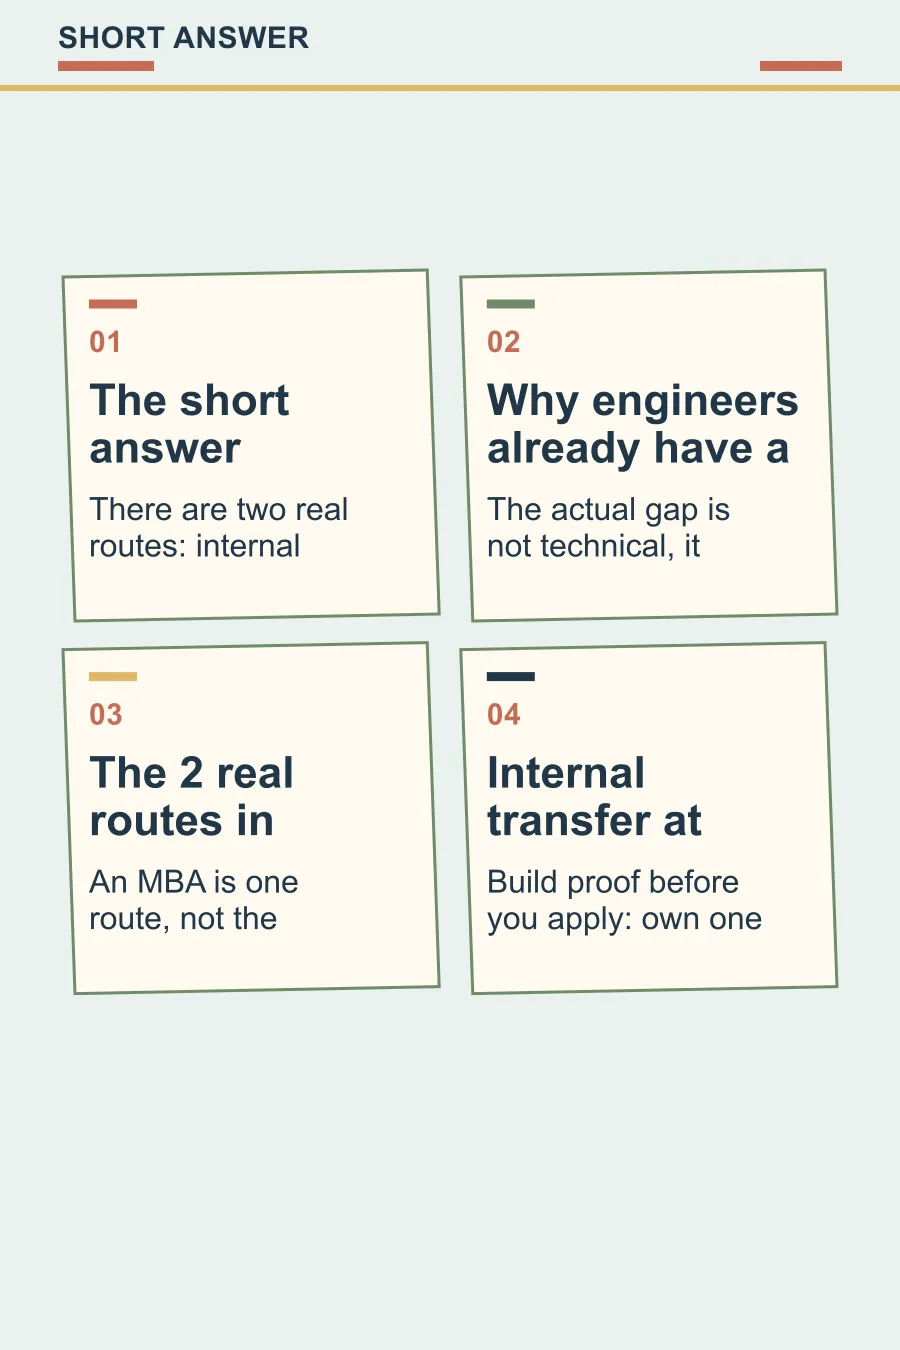 SHORT ANSWER
01
The short
answer
There are two real
routes: internal
02
Why engineers
already have a
The actual gap is
not technical, it
03
The 2 real
routes in
An MBA is one
route, not the
04
Internal
transfer at
Build proof before
you apply: own one